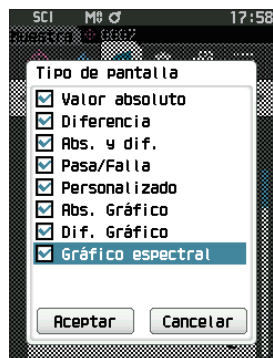 SCI M0 17:58
Muestra 0002
Tipo de pantalla
Valor absoluto
Diferencia
Abs. y dif.
Pasa/Falla
Personalizado
Abs. Gráfico
Dif. Gráfico
Gráfico espectral
Aceptar Cancelar